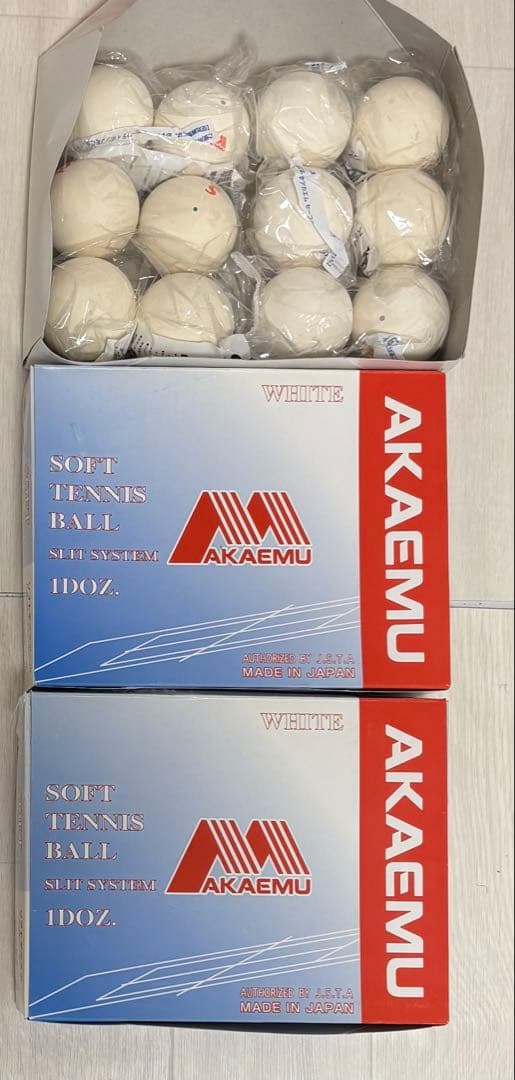 WHITE
SOFT
TENNIS
BALL
SLIT SYSTEM
1DOZ.
AKAEMU
AUTHORIZED BY J.S.T.A
MADE IN JAPAN
AKAEMU
WHITE
SOFT
TENNIS
BALL
SLIT SYSTEM
1DOZ.
AKAEMU
AUTHORIZED BY J.S.T.A
MADE IN JAPAN
AKAEMU